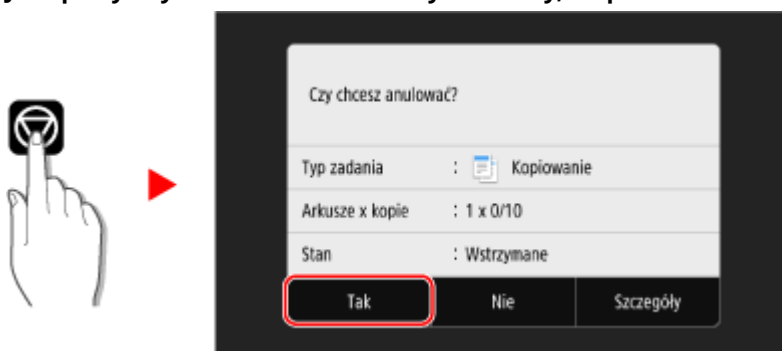 Czy chcesz anulować?
Typ zadania : Kopiowanie
Arkusze x kopie : 1 x 0/10
Stan : Wstrzymane
Tak Nie Szczegóły